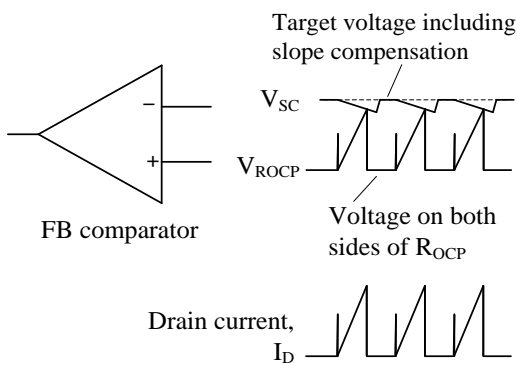 Target voltage including
slope compensation
V_SC
−
+
V_ROCP
FB comparator
Voltage on both
sides of R_OCP
Drain current,
I_D